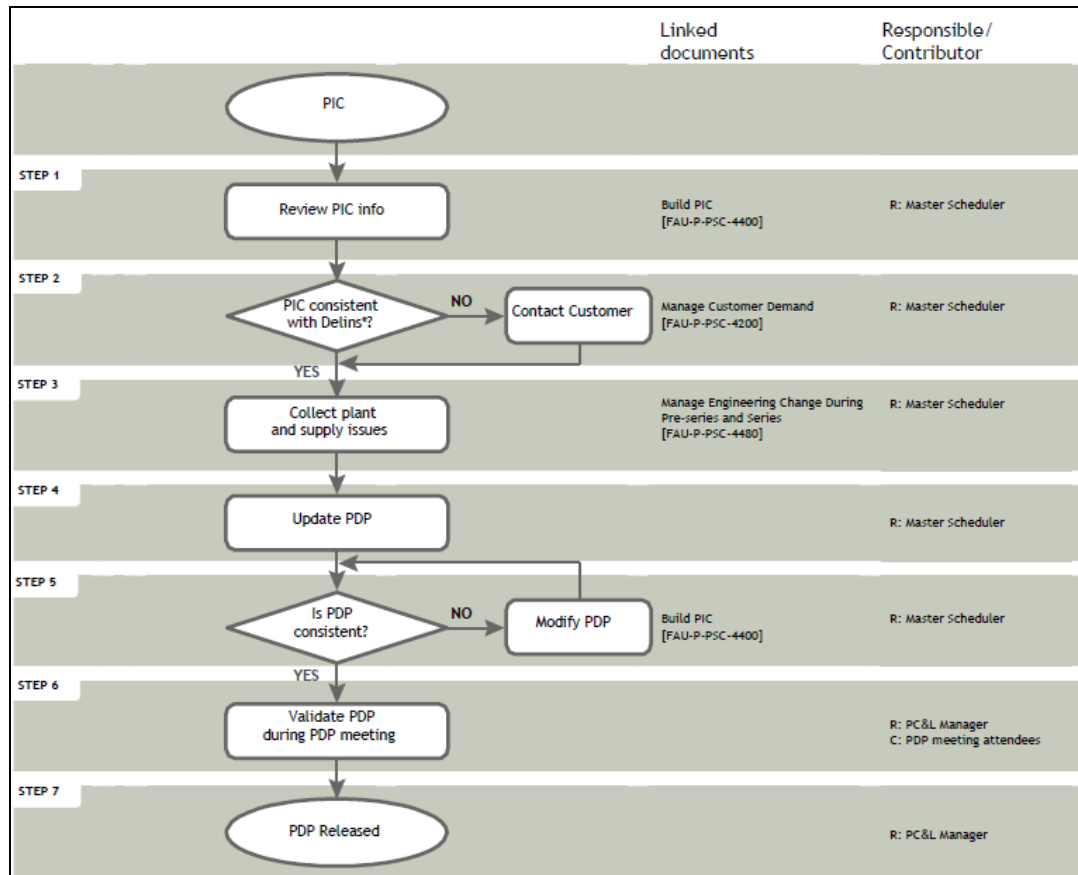 Linked
documents
Responsible/
Contributor
PIC
STEP 1
Review PIC info
Build PIC
[FAU-P-PSC-4400]
R: Master Scheduler
STEP 2
PIC consistent
with Delins*?
NO
Contact Customer
Manage Customer Demand
[FAU-P-PSC-4200]
R: Master Scheduler
YES
STEP 3
Collect plant
and supply issues
Manage Engineering Change During
Pre-series and Series
[FAU-P-PSC-4480]
R: Master Scheduler
STEP 4
Update PDP
R: Master Scheduler
STEP 5
Is PDP
consistent?
NO
Modify PDP
Build PIC
[FAU-P-PSC-4400]
R: Master Scheduler
YES
STEP 6
Validate PDP
during PDP meeting
R: PC&L Manager
C: PDP meeting attendees
STEP 7
PDP Released
R: PC&L Manager